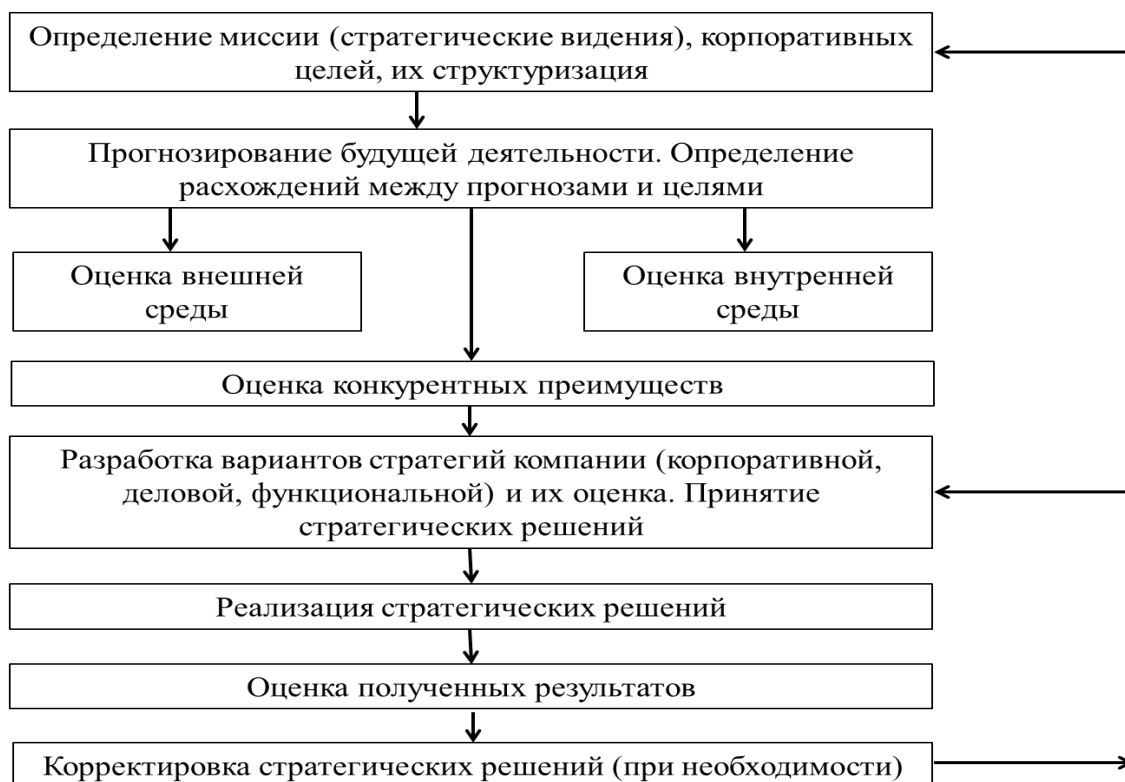 Определение миссии (стратегические видения), корпоративных
целей, их структуризация
Прогнозирование будущей деятельности. Определение
расхождений между прогнозами и целями
Оценка внешней
среды
Оценка внутренней
среды
Оценка конкурентных преимуществ
Разработка вариантов стратегий компании (корпоративной,
деловой, функциональной) и их оценка. Принятие
стратегических решений
Реализация стратегических решений
Оценка полученных результатов
Корректировка стратегических решений (при необходимости)